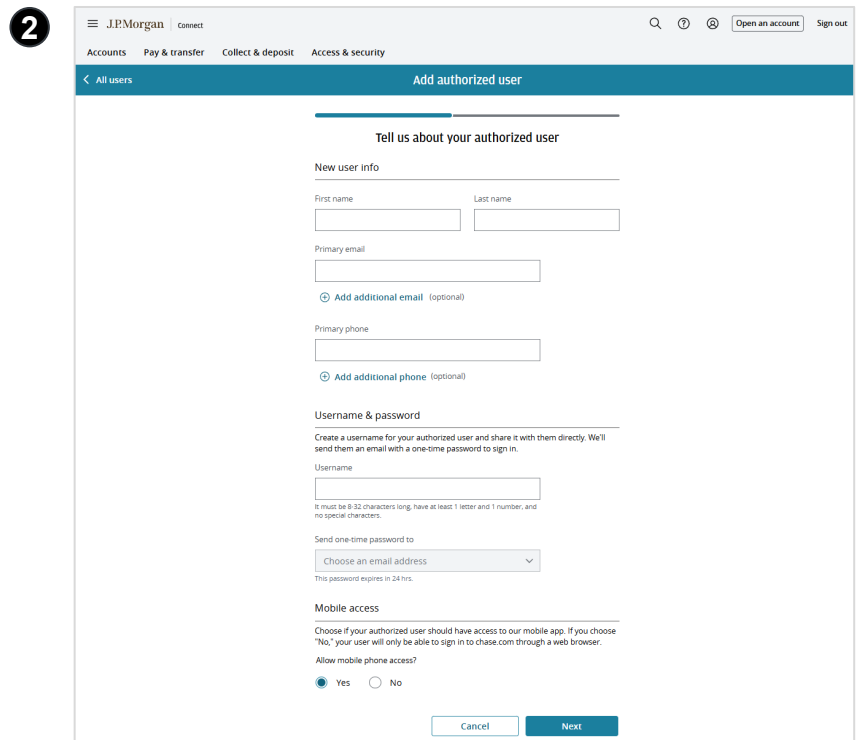 2
J.P.Morgan | Connect
Open an account
Sign out
Accounts Pay & transfer Collect & deposit Access & security
All users
Add authorized user
Tell us about your authorized user
New user info
First name Last name
Primary email
Add additional email (optional)
Primary phone
Add additional phone (optional)
Username & password
Create a username for your authorized user and share it with them directly. We'll
send them an email with a one-time password to sign in.
Username
It must be 8-32 characters long, have at least 1 letter and 1 number, and
no special characters.
Send one-time password to
Choose an email address
This password expires in 24 hrs.
Mobile access
Choose if your authorized user should have access to our mobile app. If you choose
"No," your user will only be able to sign in to chase.com through a web browser.
Allow mobile phone access?
Yes No
Cancel Next